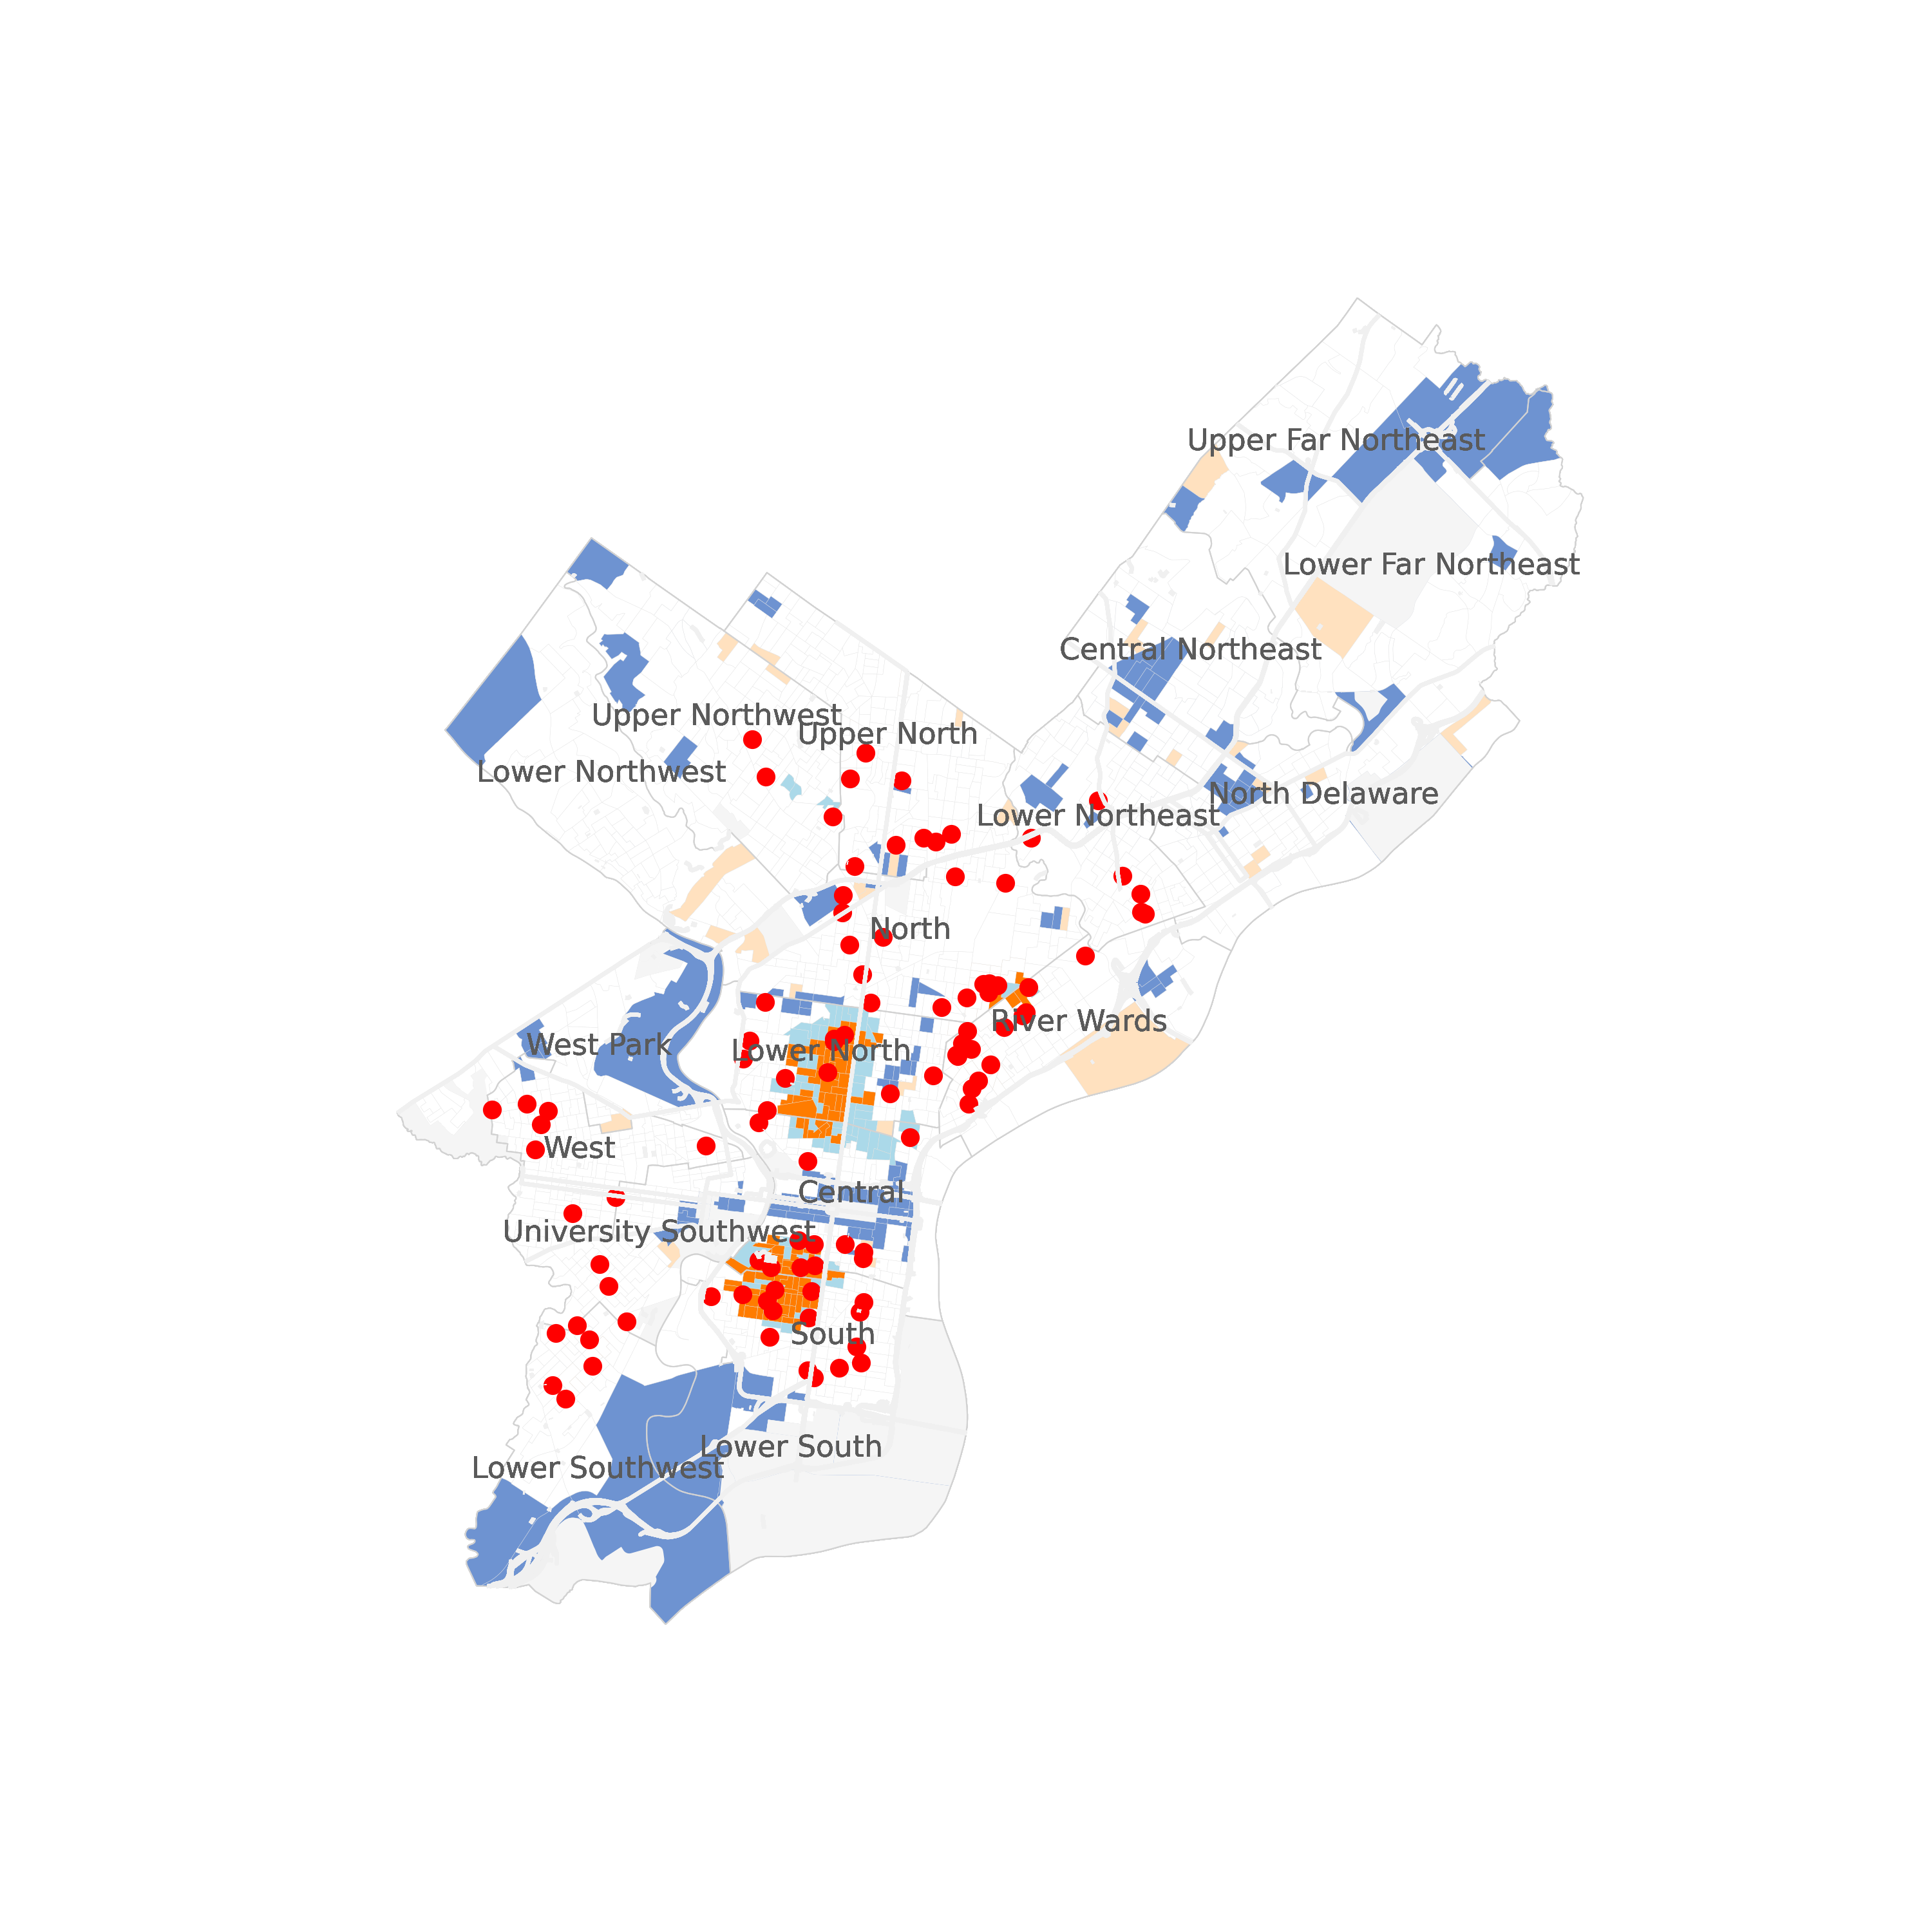 Upper Far Northeast
Lower Far Northeast
Central Northeast
Upper Northwest
Upper North
Lower Northwest
North Delaware
Lower Northeast
North
River Wards
West Park
Lower North
West
Central
University Southwest
South
Lower South
Lower Southwest